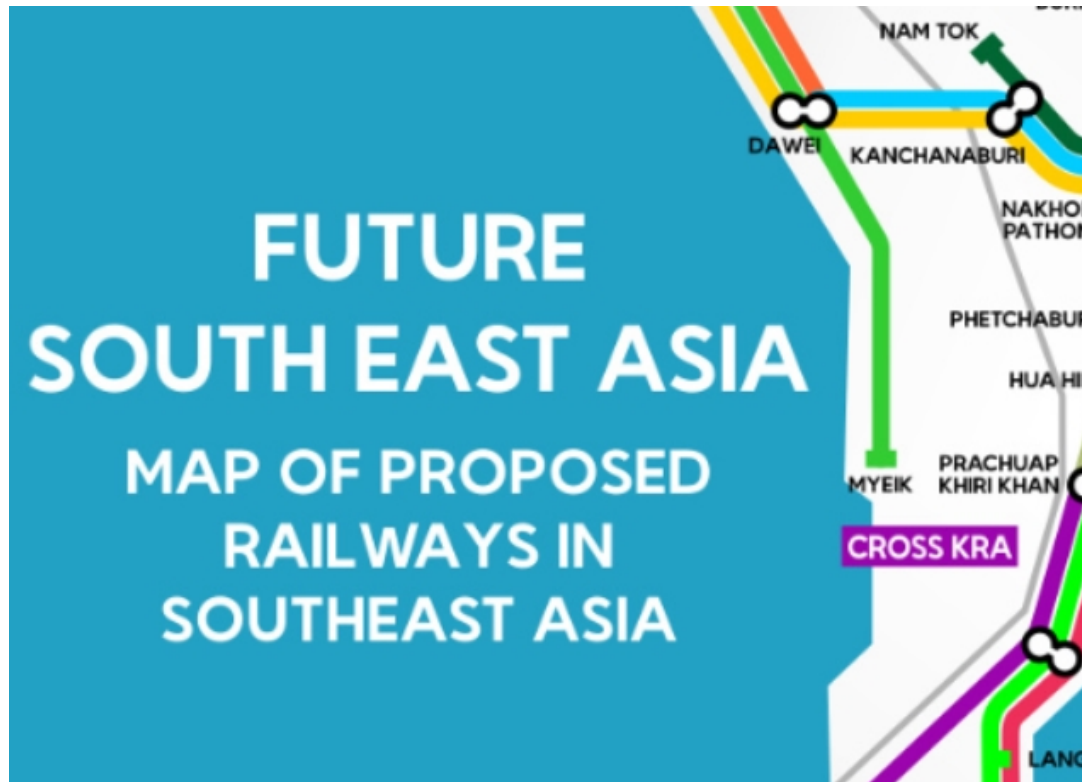 NAM TOK
DAWEI
KANCHANABURI
PATHOM
FUTURE
SOUTH EAST ASIA
MAP OF PROPOSED
RAILWAYS IN
SOUTHEAST ASIA
MYEIK
PRACHUAP
KHIRI KHAN
CROSS KRA